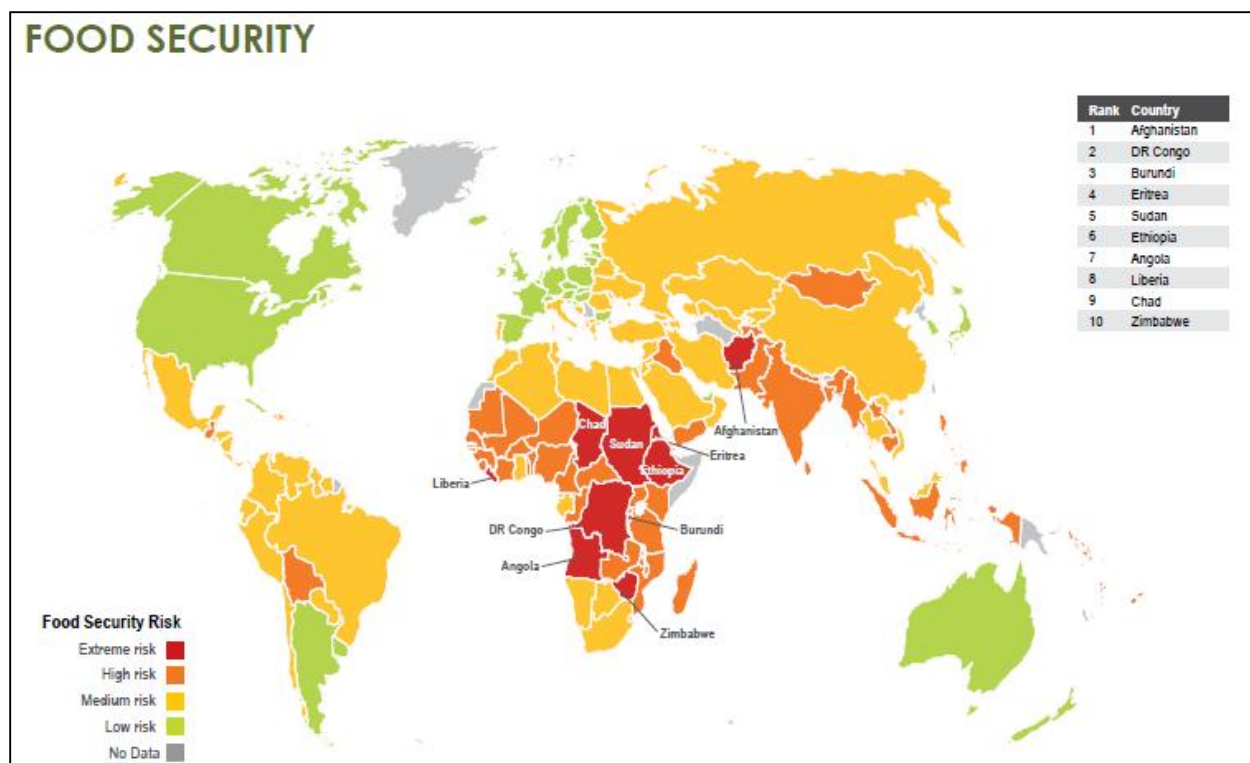 FOOD SECURITY
Rank Country
1 Afghanistan
2 DR Congo
3 Burundi
4 Eritrea
5 Sudan
6 Ethiopia
7 Angola
8 Liberia
9 Chad
10 Zimbabwe
Chad
Sudan
Afghanistan
Eritrea
Ethiopia
Liberia
DR Congo
Burundi
Angola
Zimbabwe
Food Security Risk
Extreme risk
High risk
Medium risk
Low risk
No Data